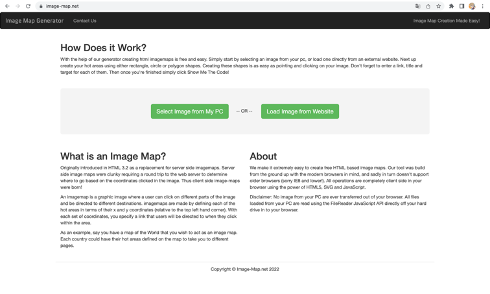 image-map.net
Image Map Generator
Contact Us
Image Map Creation Made Easy!
How Does it Work?
With the help of our generator creating html imagemaps is free and easy. Simply start by selecting an image from your pc, or load one directly from an external website. Next up
create your hot areas using either rectangle, circle or polygon shapes. Creating these shapes is as easy as pointing and clicking on your image. Don't forget to enter a link, title and
target for each of them. Then once you're finished simply click Show Me The Code!
Select Image from My PC
-- OR --
Load Image from Website
What is an Image Map?
Originally introduced in HTML 3.2 as a replacement for server side imagemaps. Server
side image maps were clunky requiring a round trip to the web server to determine
where to go based on the coordinates clicked in the image. Thus client side image-maps
were born!
An imagemap is a graphic image where a user can click on different parts of the image
and be directed to different destinations. imagemaps are made by defining each of the
hot areas in terms of their x and y coordinates (relative to the top left hand corner). With
each set of coordinates, you specify a link that users will be directed to when they click
within the area.
As an example, say you have a map of the World that you wish to act as an image map.
Each country could have their hot areas defined on the map to take you to different
pages.
About
We make it extremely easy to create free HTML based image maps. Our tool was build
from the ground up with the modern browsers in mind, and sadly in turn doesn't support
older browsers (sorry IE8 and lower). All operations are completely client side in your
browser using the power of HTML5, SVG and JavaScript.
Disclaimer: No image from your PC are ever transferred out of your browser. All files
loaded from your PC are read using the FileReader JavaScript API directly off your hard
drive in to your browser.
Copyright © Image-Map.net 2022